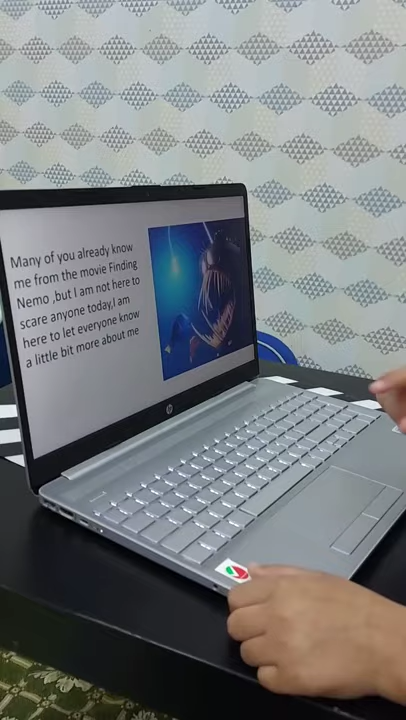 Many of you already know
me from the movie Finding
Nemo ,but I am not here to
scare anyone today,I am
here to let everyone know
a little bit more about me
hp